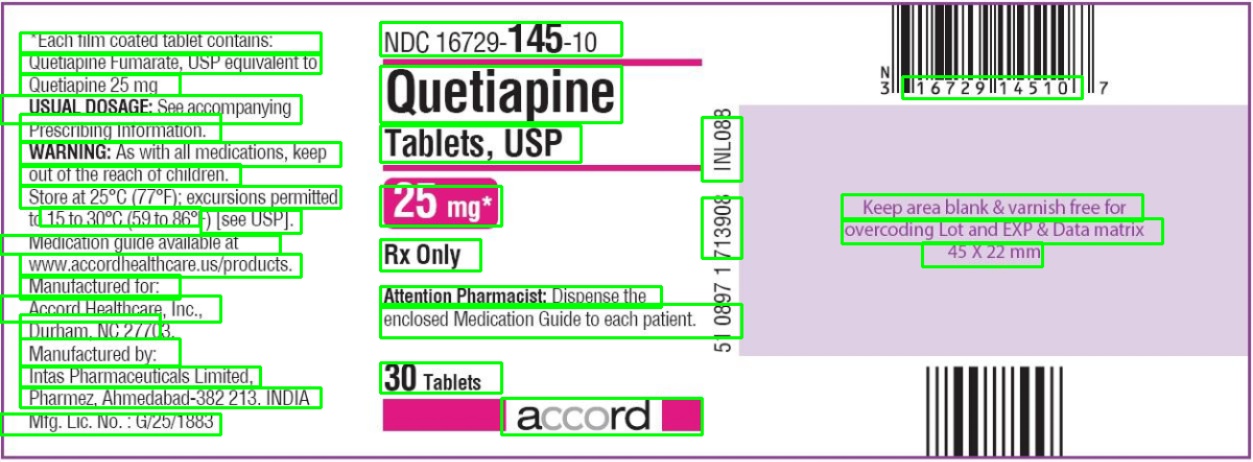 *Each film coated tablet contains:
Quetiapine Fumarate, USP equivalent to
Quetiapine 25 mg
USUAL DOSAGE: See accompanying
Prescribing Information.
WARNING: As with all medications, keep
out of the reach of children.
Store at 25°C (77°F); excursions permitted
to 15 to 30°C (59 to 86°F) [see USP].
Medication guide available at
www.accordhealthcare.us/products.
Manufactured for:
Accord Healthcare, Inc.,
Durham, NC 27703.
Manufactured by:
Intas Pharmaceuticals Limited,
Pharmez, Ahmedabad-382 213. INDIA
Mfg. Lic. No. : G/25/1883
NDC 16729-145-10
Quetiapine
Tablets, USP
25 mg*
Rx Only
Attention Pharmacist: Dispense the
enclosed Medication Guide to each patient.
30 Tablets
accord
51 0897 1 713908 INL088
N
3 16729 14510 7
Keep area blank & varnish free for
overcoding Lot and EXP & Data matrix
45 X 22 mm